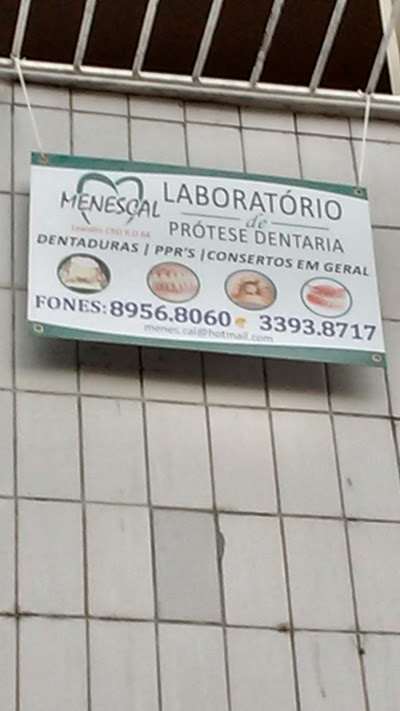 MENESCAL
LABORATÓRIO
de
PRÓTESE DENTARIA
DENTADURAS | PPR'S | CONSERTOS EM GERAL
FONES: 8956.8060 3393.8717
menes.cal@hotmail.com